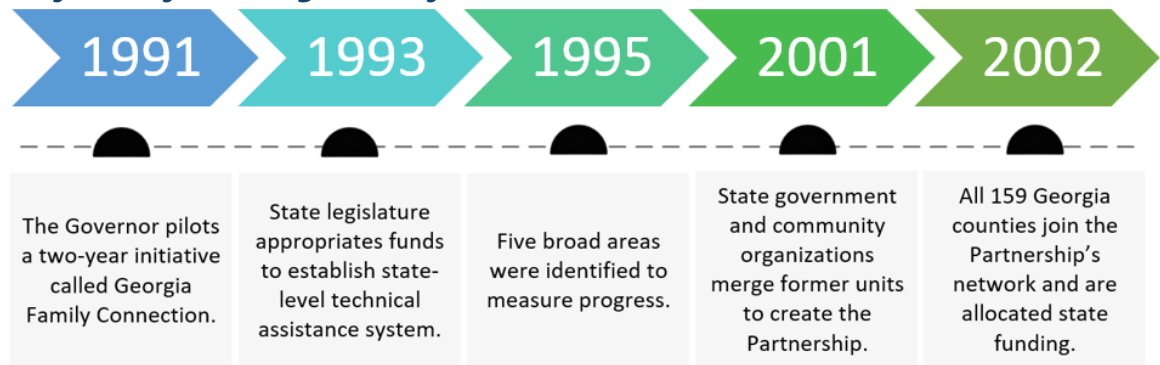 1991
1993
1995
2001
2002
The Governor pilots
a two-year initiative
called Georgia
Family Connection.
State legislature
appropriates funds
to establish state-
level technical
assistance system.
Five broad areas
were identified to
measure progress.
State government
and community
organizations
merge former units
to create the
Partnership.
All 159 Georgia
counties join the
Partnership’s
network and are
allocated state
funding.